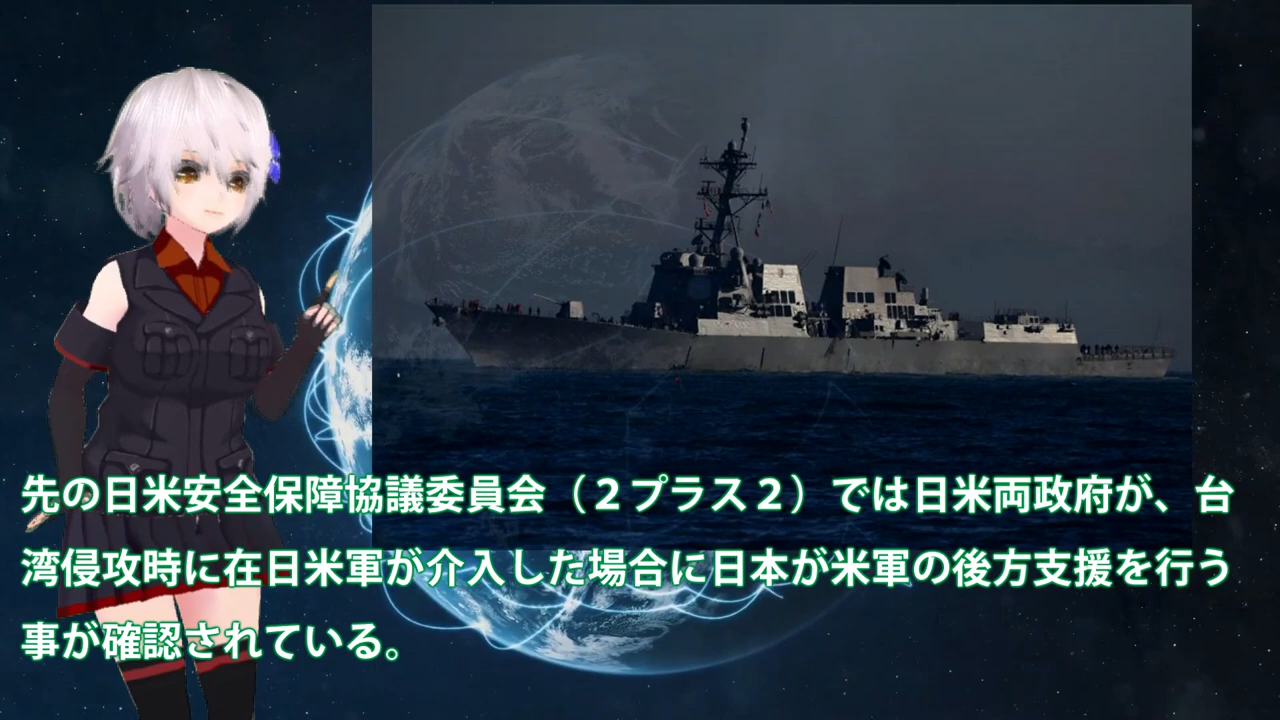 先の日米安全保障協議委員会（２プラス２）では日米両政府が、台
湾侵攻時に在日米軍が介入した場合に日本が米軍の後方支援を行う
事が確認されている。